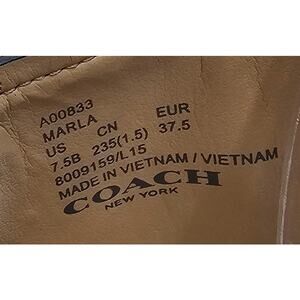 A00833
MARLA
US CN EUR
7.5B 235(1.5) 37.5
8009159/L15
MADE IN VIETNAM / VIETNAM
COACH
NEW YORK